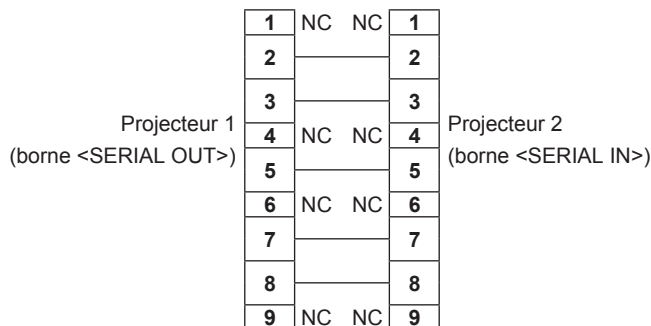 1 NC NC 1
2 2
3 3
Projecteur 1
(borne <SERIAL OUT>)
4 NC NC 4
Projecteur 2
(borne <SERIAL IN>)
5 5
6 NC NC 6
7 7
8 8
9 NC NC 9